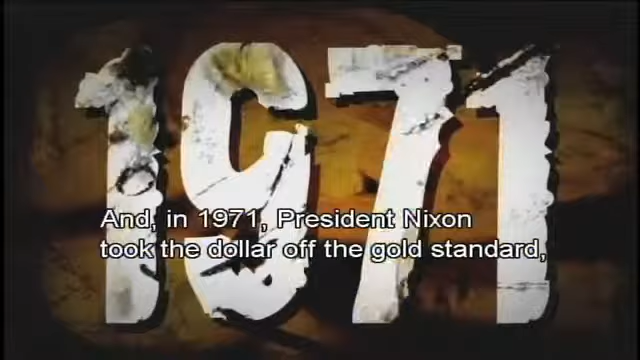 1971
And, in 1971, President Nixon
took the dollar off the gold standard,